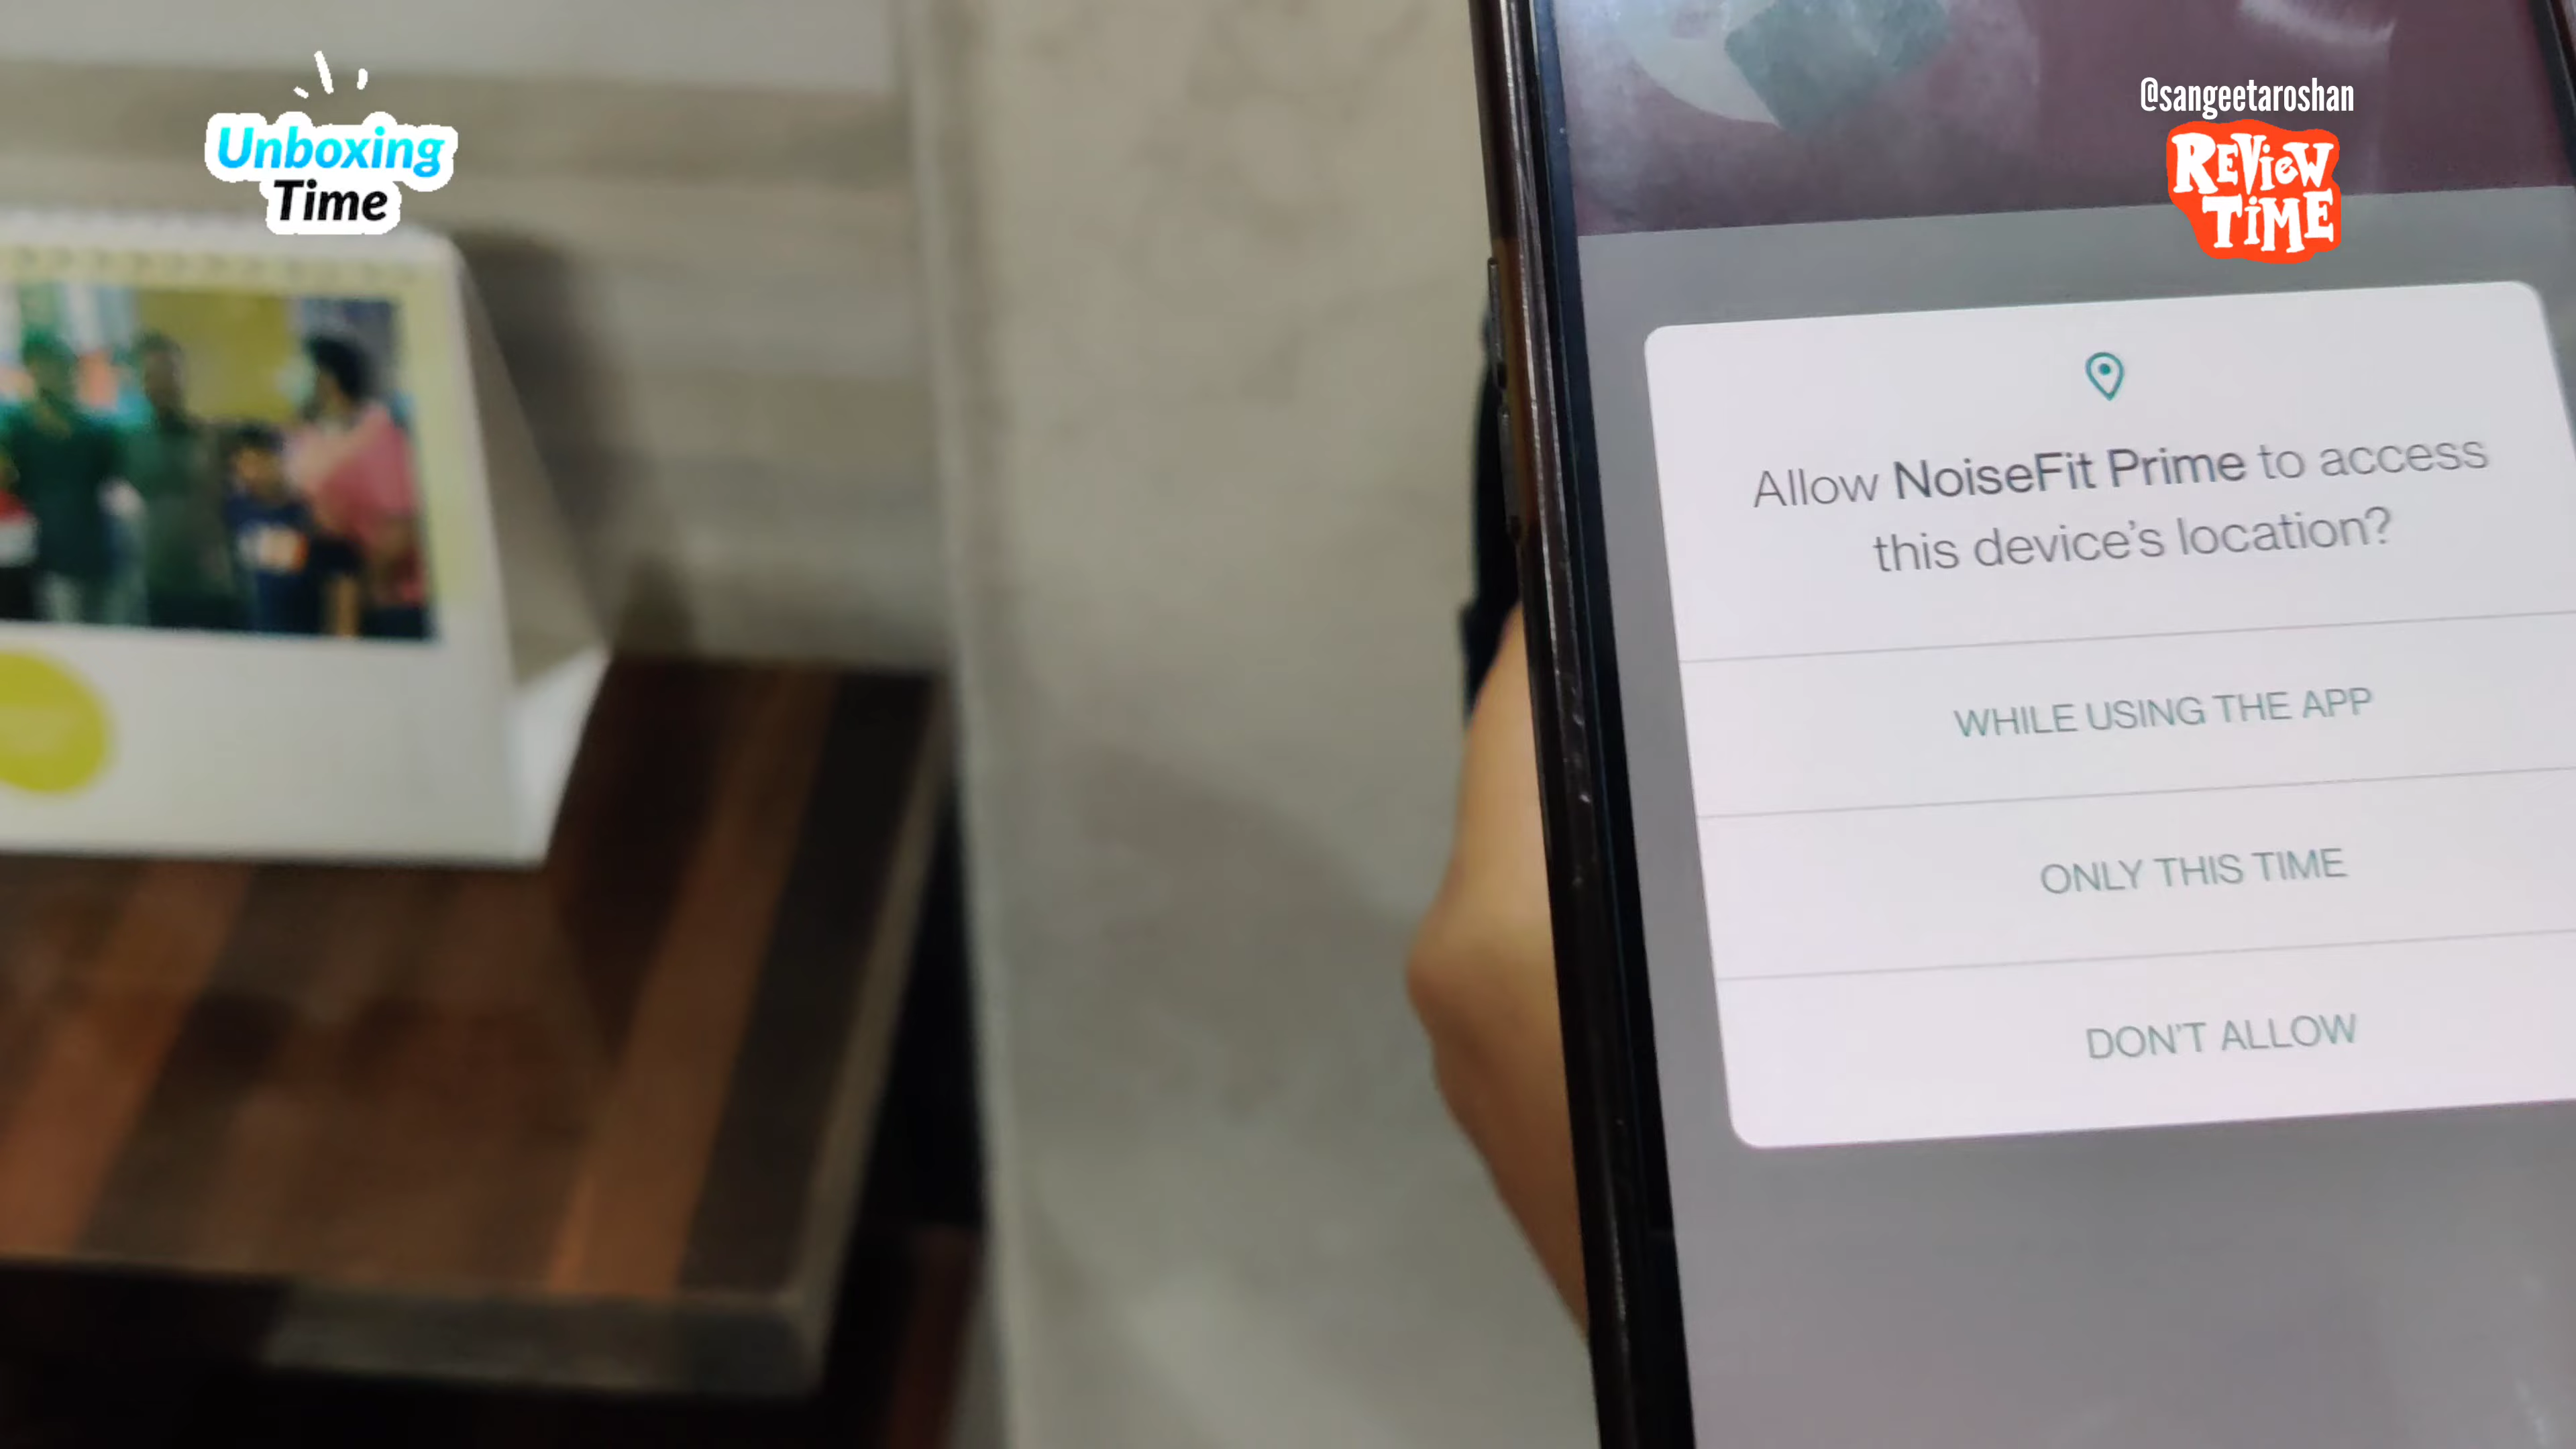 Unboxing
Time
@sangeetaroshan
REVIEW
TIME
Allow NoiseFit Prime to access
this device's location?
WHILE USING THE APP
ONLY THIS TIME
DON'T ALLOW